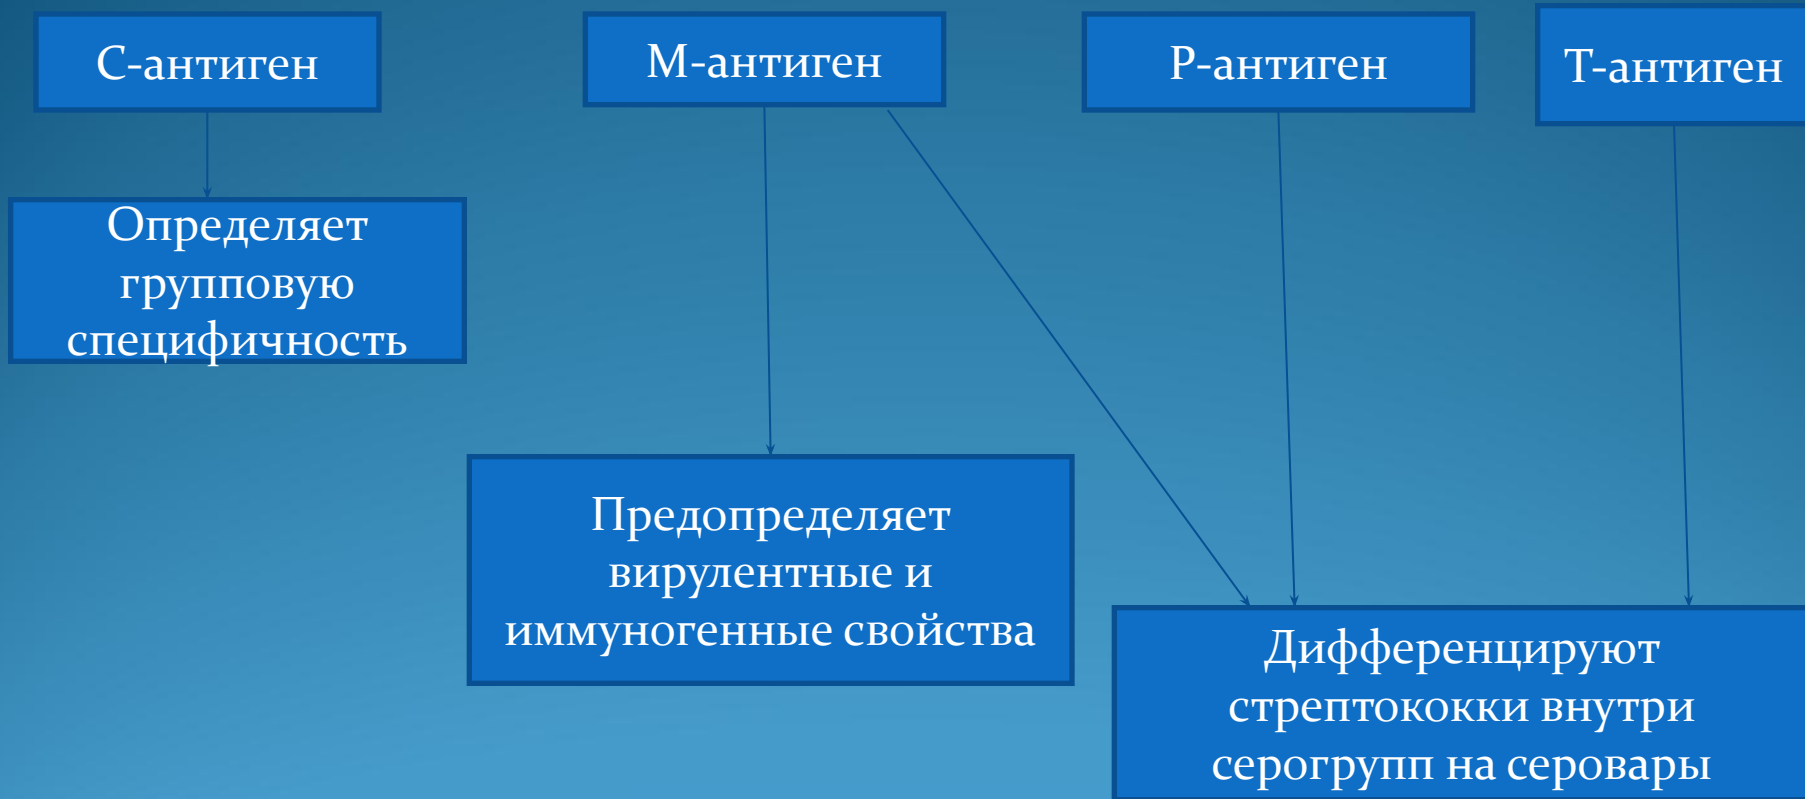 С-антиген
М-антиген
Р-антиген
Т-антиген
Определяет
групповую
специфичность
Предопределяет
вирулентные и
иммуногенные свойства
Дифференцируют
стрептококки внутри
серогрупп на серовары